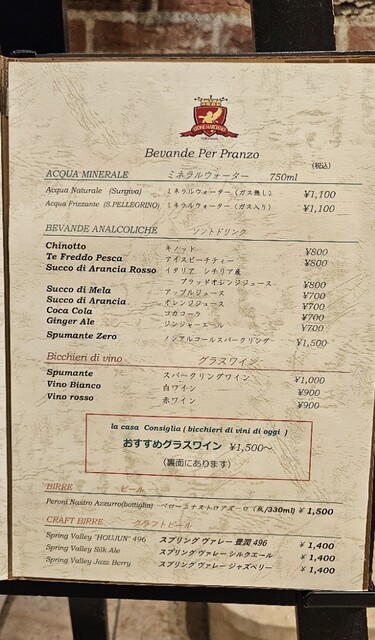 Bevande Per Pranzo
(税込)
ACQUA MINERALE ミネラルウォーター 750ml
Acqua Naturale (Surgiva) ミネラルウォーター (ガス無し) ¥1,100
Acqua Frizzante (S.PELLEGRINO) ミネラルウォーター (ガス入り) ¥1,100
BEVANDE ANALCOLICHE ソフトドリンク
Chinotto キノット ¥800
Te Freddo Pesca アイスピーチティー ¥800
Succo di Arancia Rosso イタリア シチリア産
ブラッドオレンジジュース ¥800
Succo di Mela アップルジュース ¥700
Succo di Arancia オレンジジュース ¥700
Coca Cola コカコーラ ¥700
Ginger Ale ジンジャーエール ¥700
Spumante Zero ノンアルコールスパークリング ¥1,500
Bicchieri di vino グラスワイン
Spumante スパークリングワイン ¥1,000
Vino Bianco 白ワイン ¥900
Vino rosso 赤ワイン ¥900
la casa Consiglia ( bicchieri di vini di oggi )
おすすめグラスワイン ¥1,500~
(裏面にあります)
BIRRE ビール
Peroni Nastro Azzurro(bottiglia) ペローニナストロアズーロ (瓶/330ml) ¥ 1,500
CRAFT BIRRE クラフトビール
Spring Valley "HOUJUN" 496 スプリング ヴァレー 豊潤 496 ¥ 1,400
Spring Valley Silk Ale スプリング ヴァレー シルクエール ¥ 1,400
Spring Valley Jazz Berry スプリング ヴァレー ジャズベリー ¥ 1,400